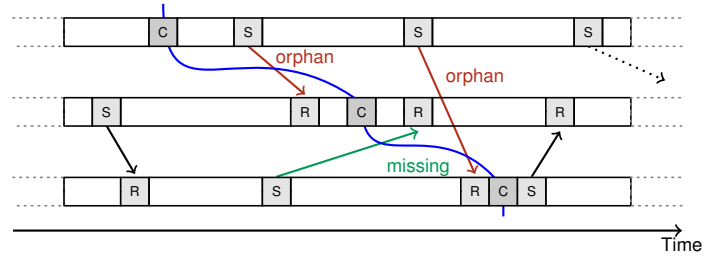 C S S S
orphan
orphan
S R C R R
missing
R S R C S
Time